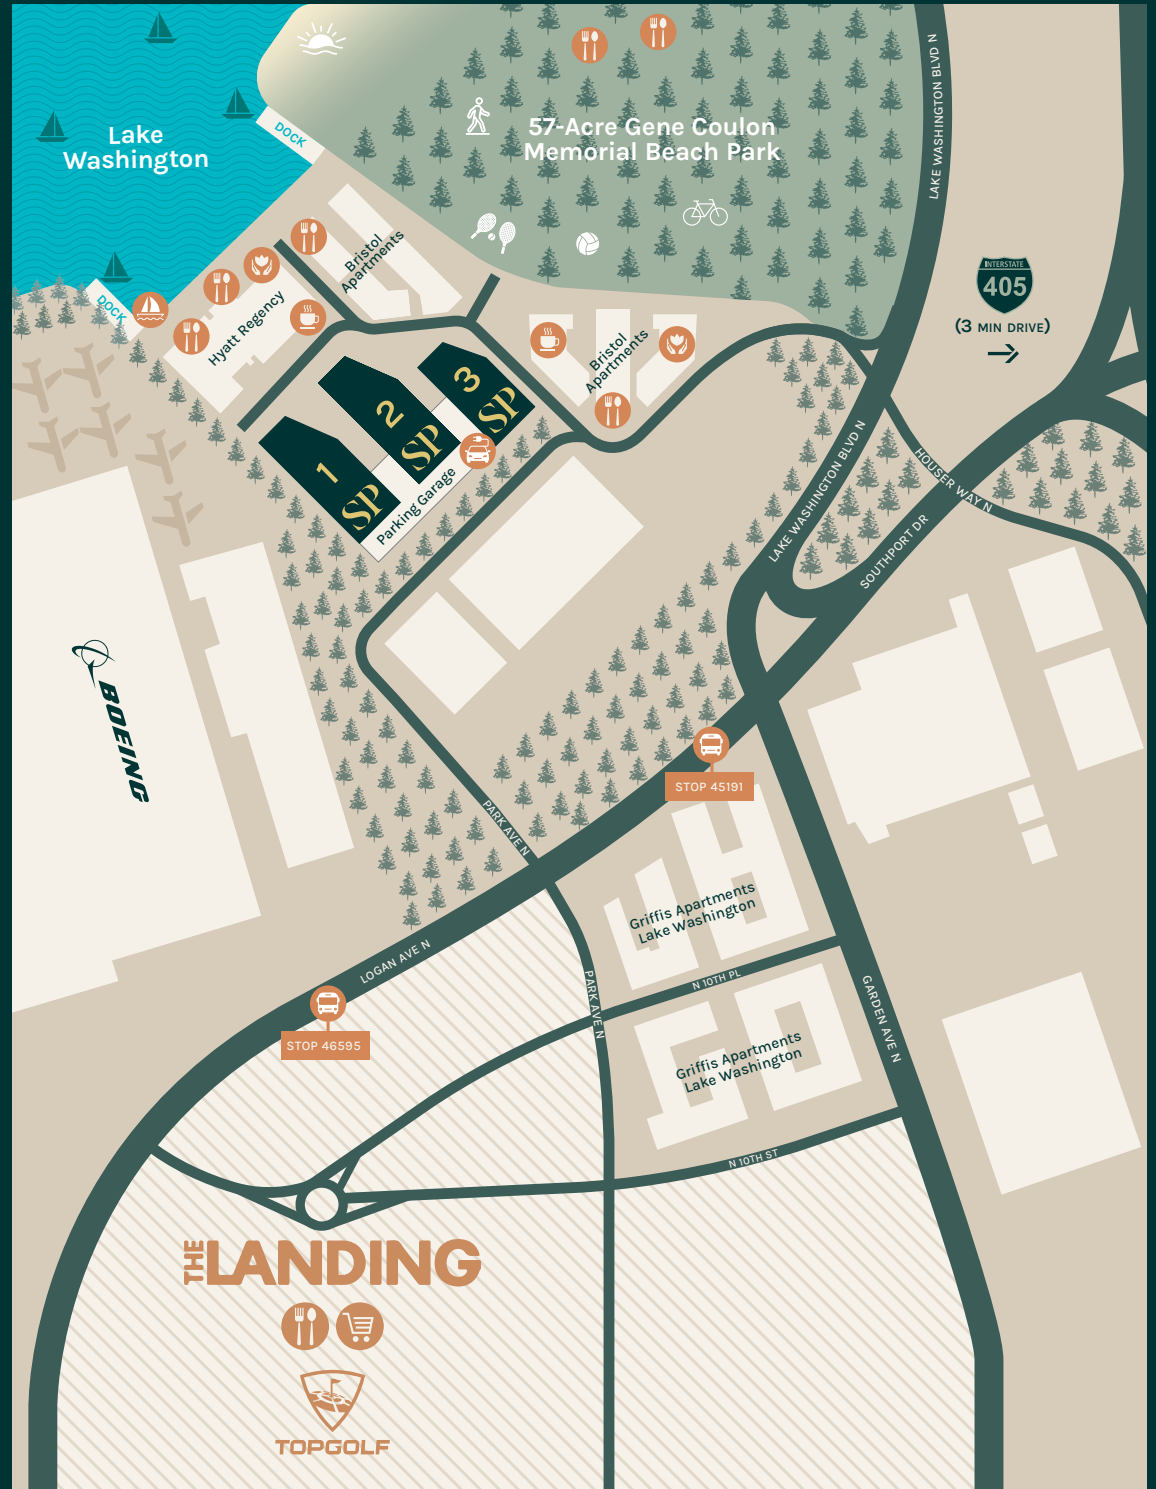 LAKE WASHINGTON BLVD N
57-Acre Gene Coulon
Memorial Beach Park
Lake
Washington
DOCK
Bristol
Apartments
INTERSTATE
405
(3 MIN DRIVE)
DOCK
Hyatt Regency
Bristol
Apartments
1
SP
2
SP
3
SP
Parking Garage
LAKE WASHINGTON BLVD N
HOUSER WAY N
SOUTHPORT DR
BOEING
STOP 45191
PARK AVE N
Griffis Apartments
Lake Washington
LOGAN AVE N
PARK AVE N
N 10TH PL
GARDEN AVE N
STOP 46595
Griffis Apartments
Lake Washington
N 10TH ST
THE LANDING
TOPGOLF